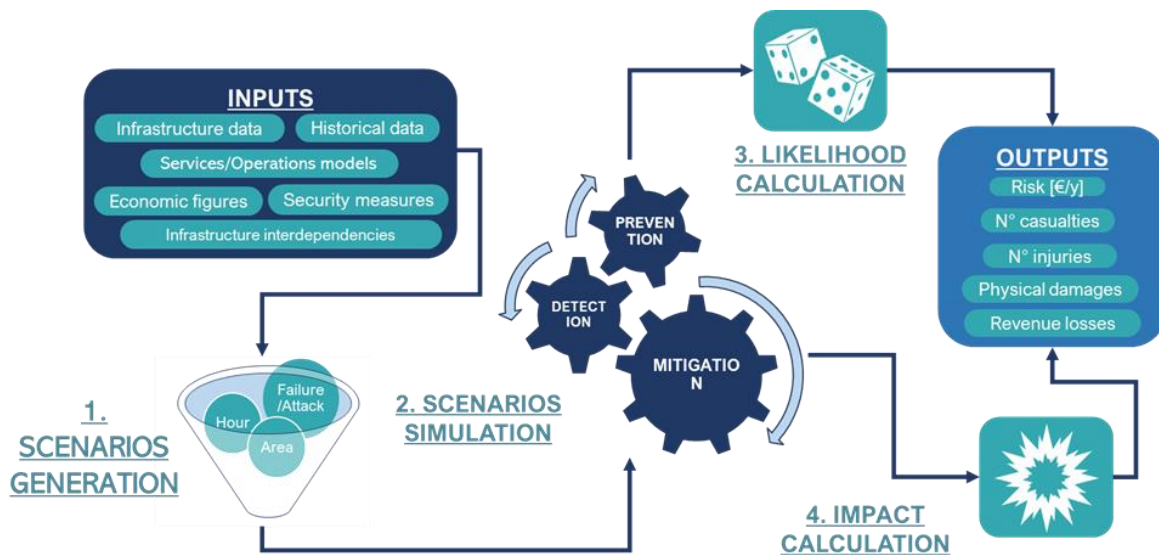 INPUTS
Infrastructure data
Historical data
Services/Operations models
Economic figures
Security measures
Infrastructure interdependencies
1.
SCENARIOS
GENERATION
Failure
/Attack
Hour
Area
2. SCENARIOS
SIMULATION
PREVEN
TION
DETECT
ION
MITIGATIO
N
3. LIKELIHOOD
CALCULATION
4. IMPACT
CALCULATION
OUTPUTS
Risk [€/y]
N° casualties
N° injuries
Physical damages
Revenue losses